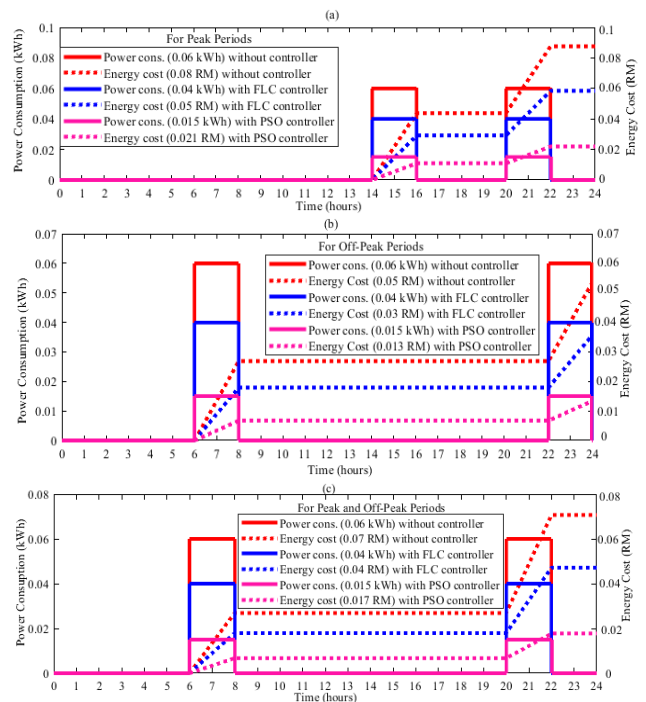 (a)
For Peak Periods
Power cons. (0.06 kWh) without controller
Energy cost (0.08 RM) without controller
Power cons. (0.04 kWh) with FLC controller
Energy cost (0.05 RM) with FLC controller
Power cons. (0.015 kWh) with PSO controller
Energy cost (0.021 RM) with PSO controller
Power Consumption (kWh)
0.1
0.08
0.06
0.04
0.02
0
Energy Cost (RM)
0.1
0.08
0.06
0.04
0.02
0
0 1 2 3 4 5 6 7 8 9 10 11 12 13 14 15 16 17 18 19 20 21 22 23 24
Time (hours)
(b)
For Off-Peak Periods
Power cons. (0.06 kWh) without controller
Energy Cost (0.05 RM) without controller
Power cons. (0.04 kWh) with FLC controller
Energy Cost (0.03 RM) with FLC controller
Power cons. (0.015 kWh) with PSO controller
Energy Cost (0.013 RM) with PSO controller
Power Consumption (kWh)
0.07
0.06
0.05
0.04
0.03
0.02
0.01
0
Energy Cost (RM)
0.07
0.06
0.05
0.04
0.03
0.02
0.01
0
0 1 2 3 4 5 6 7 8 9 10 11 12 13 14 15 16 17 18 19 20 21 22 23 24
Time (hours)
(c)
For Peak and Off-Peak Periods
Power cons. (0.06 kWh) without controller
Energy cost (0.07 RM) without controller
Power cons. (0.04 kWh) with FLC controller
Energy cost (0.04 RM) with FLC controller
Power cons. (0.015 kWh) with PSO controller
Energy cost (0.017 RM) with PSO controller
Power Consumption (kWh)
0.08
0.06
0.04
0.02
0
Energy Cost (RM)
0.08
0.06
0.04
0.02
0
0 1 2 3 4 5 6 7 8 9 10 11 12 13 14 15 16 17 18 19 20 21 22 23 24
Time (hours)